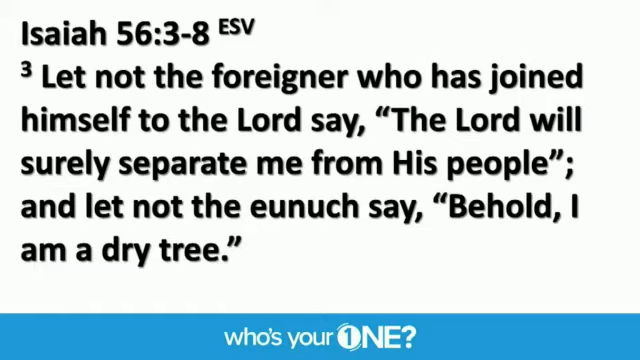 Isaiah 56:3-8 ESV
3 Let not the foreigner who has joined
himself to the Lord say, “The Lord will
surely separate me from His people”;
and let not the eunuch say, “Behold, I
am a dry tree.”
who's your 1NE?